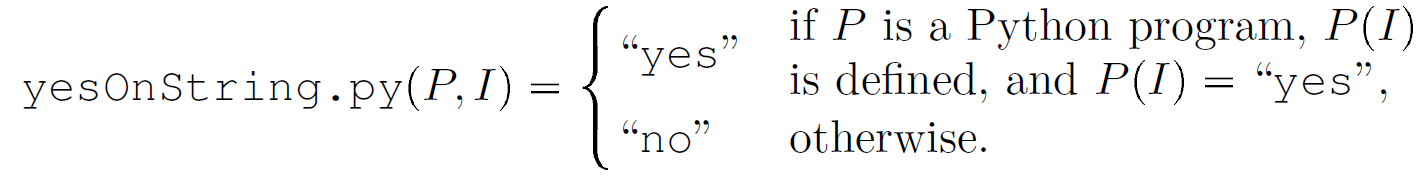 if P is a Python program, P(I)
“yes”
yesOnString.py(P, I) = {
is defined, and P(I) = “yes”,
“no” otherwise.